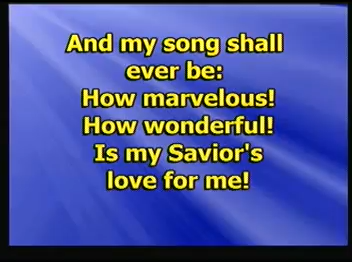 And my song shall
ever be:
How marvelous!
How wonderful!
Is my Savior's
love for me!